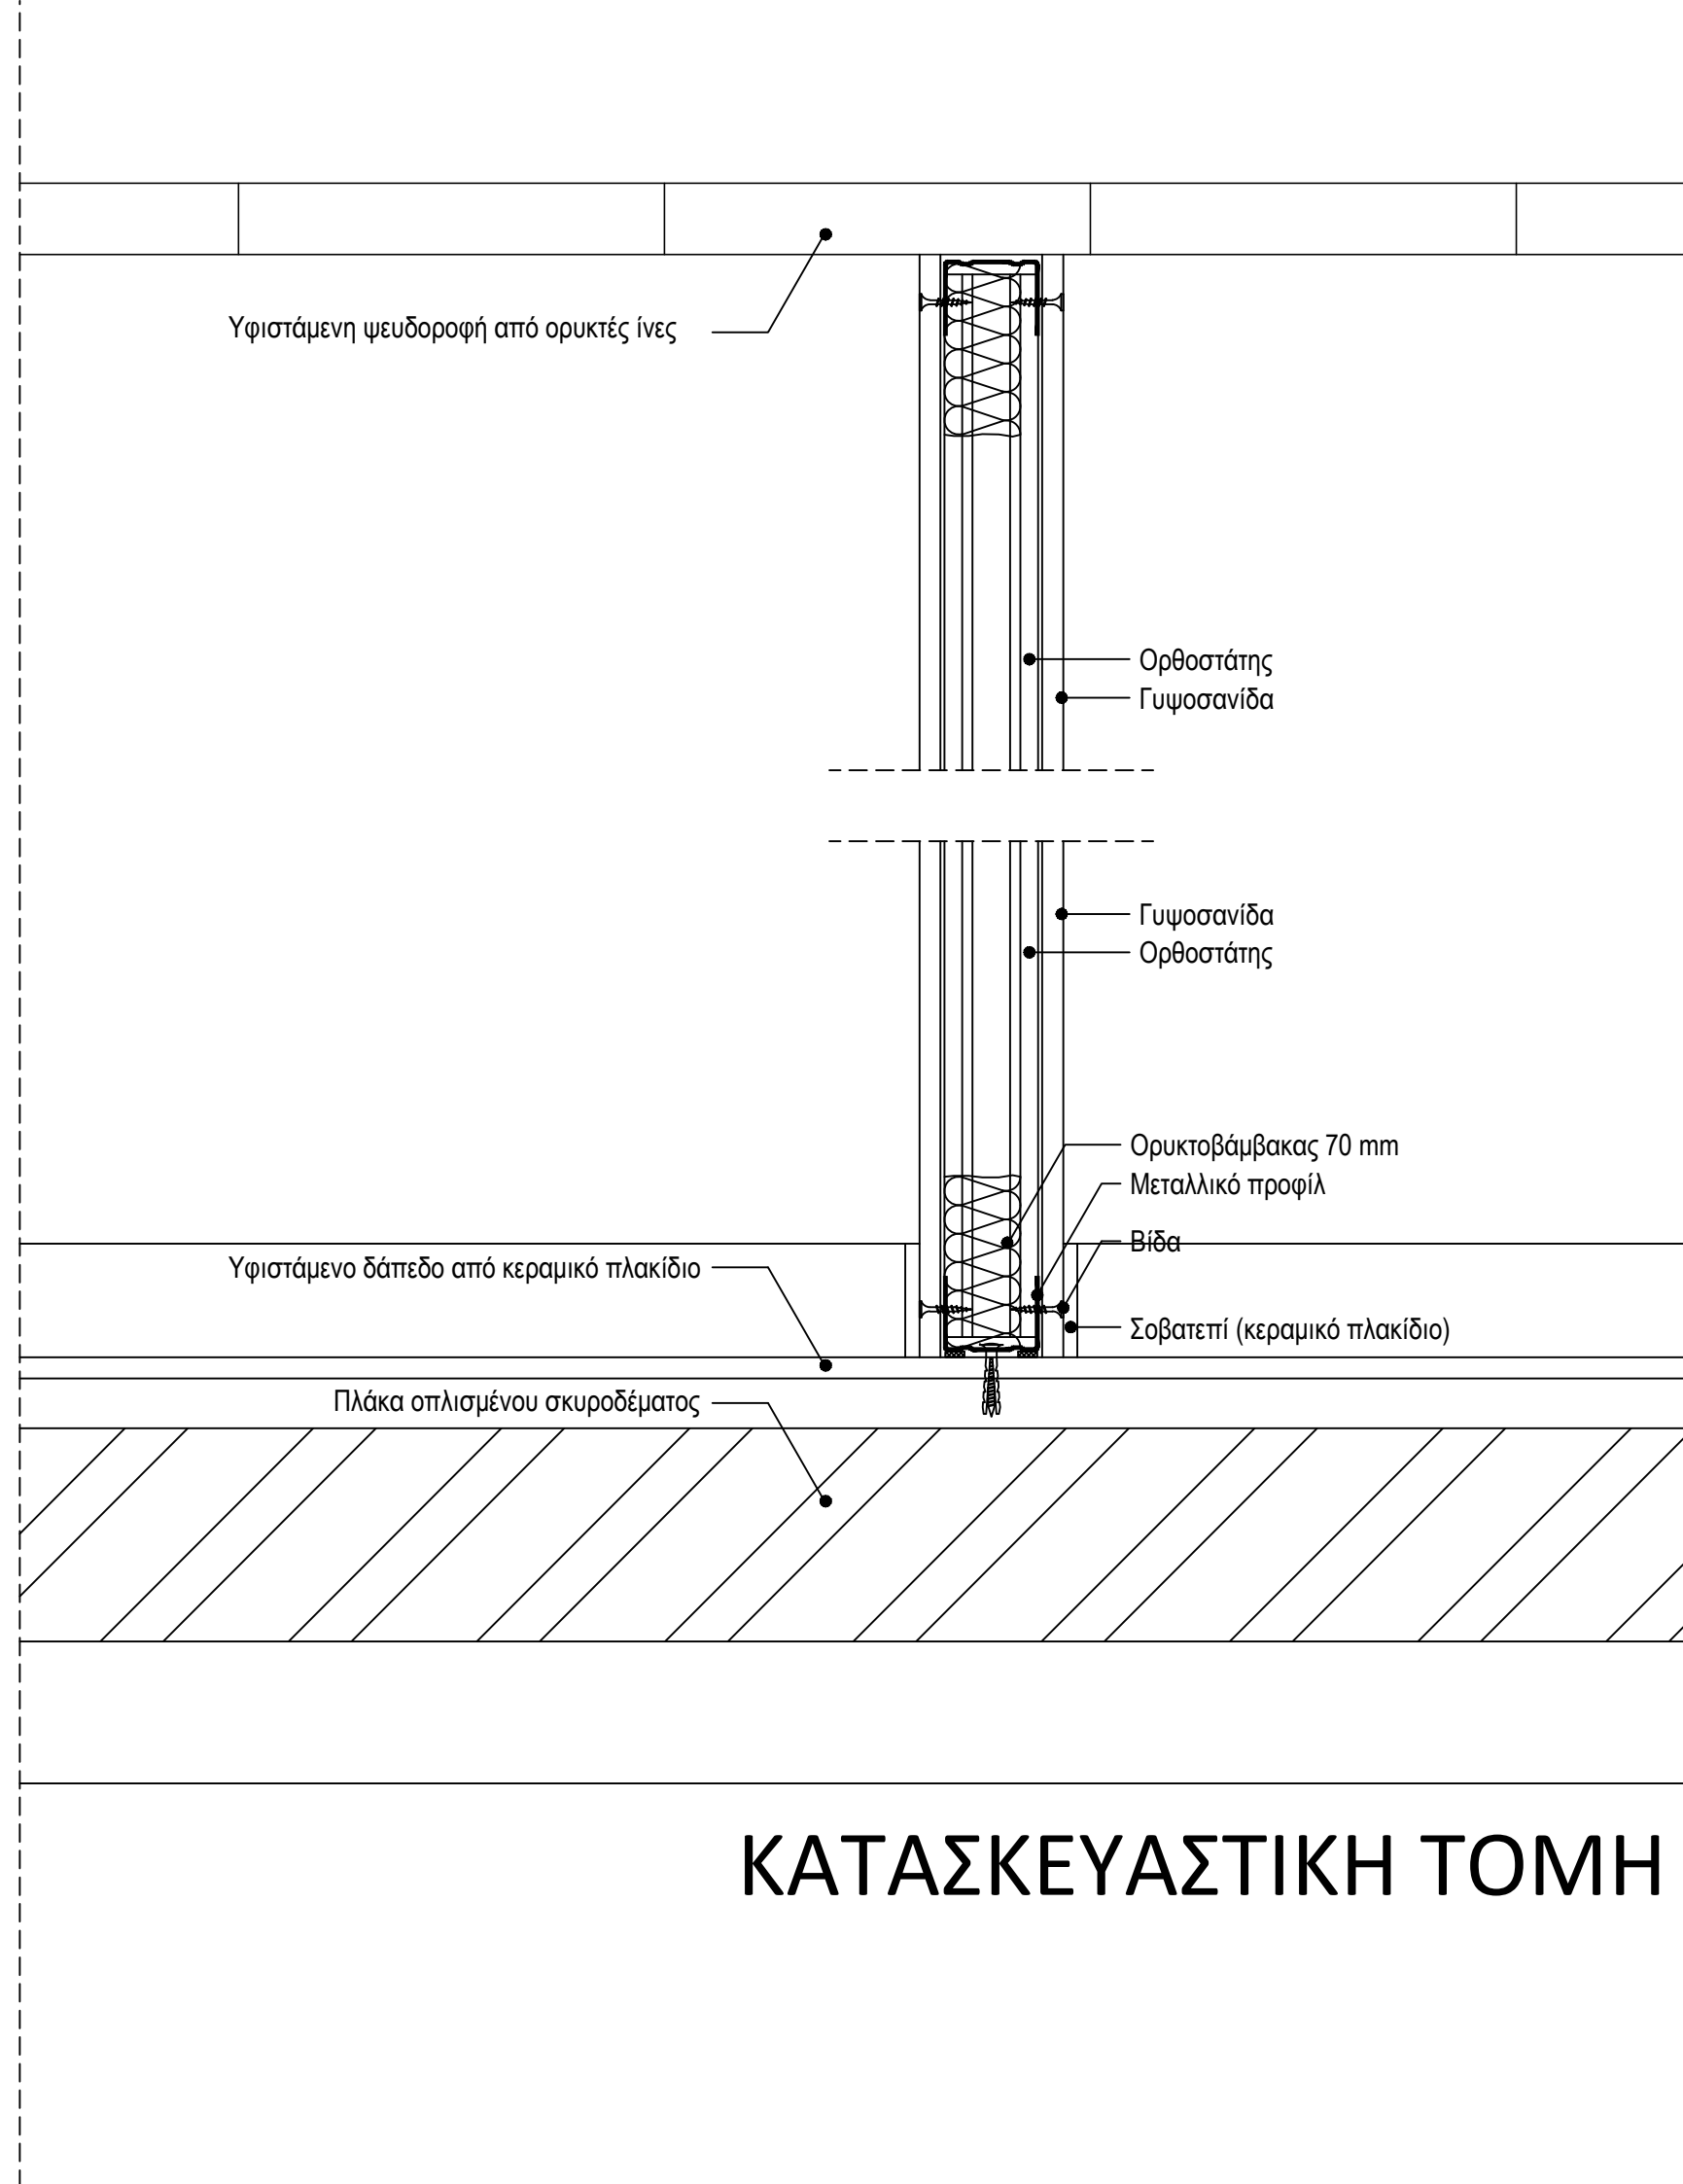 Υφιστάμενη ψευδοροφή από ορυκτές ίνες
Ορθοστάτης
Γυψοσανίδα
Γυψοσανίδα
Ορθοστάτης
Ορυκτοβάμβακας 70 mm
Μεταλλικό προφίλ
Βίδα
Υφιστάμενο δάπεδο από κεραμικό πλακίδιο
Σοβατεπί (κεραμικό πλακίδιο)
Πλάκα οπλισμένου σκυροδέματος
ΚΑΤΑΣΚΕΥΑΣΤΙΚΗ ΤΟΜΗ